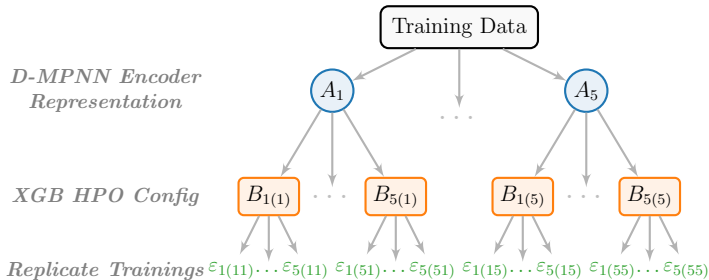 Training Data
D-MPNN Encoder
Representation
A₁ . . . A₅
XGB HPO Config B₁₍₁₎ . . . B₅₍₁₎ B₁₍₅₎ . . . B₅₍₅₎
Replicate Trainings ε₁₍₁₁₎ . . . ε₅₍₁₁₎ ε₁₍₅₁₎ . . . ε₅₍₅₁₎ ε₁₍₁₅₎ . . . ε₅₍₁₅₎ ε₁₍₅₅₎ . . . ε₅₍₅₅₎